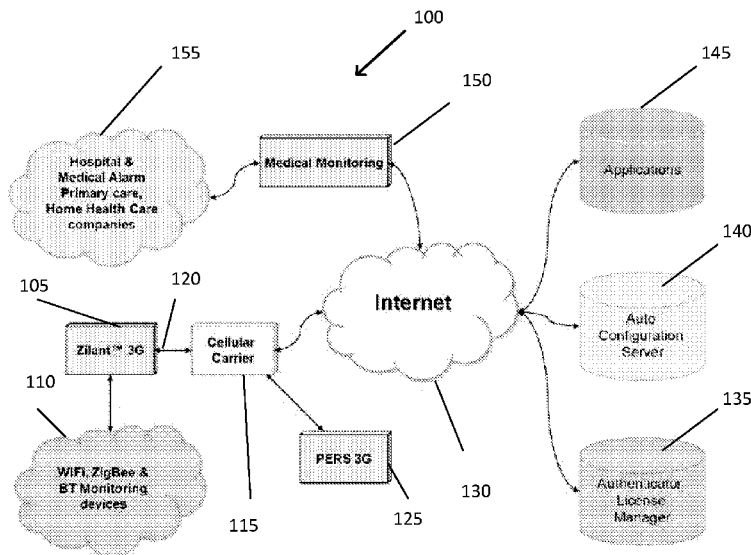 100
155
150
145
Hospital &
Medical Alarm
Primary care,
Home Health Care
companies
Medical Monitoring
Applications
140
105
120
Internet
Auto
Configuration
Server
Zilant™ 3G
Cellular
Carrier
110
135
WiFi, ZigBee &
BT Monitoring
devices
PERS 3G
Authenticator
License
Manager
115
125
130